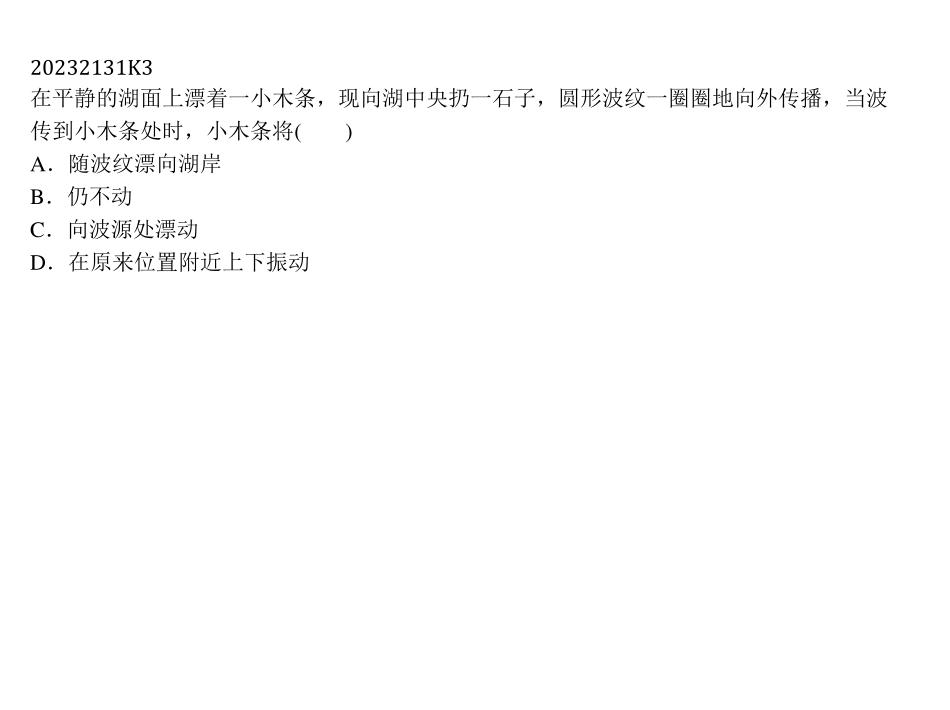 20232131K3
在平静的湖面上漂着一小木条，现向湖中央扔一石子，圆形波纹一圈圈地向外传播，当波
传到小木条处时，小木条将(　　)
A．随波纹漂向湖岸
B．仍不动
C．向波源处漂动
D．在原来位置附近上下振动